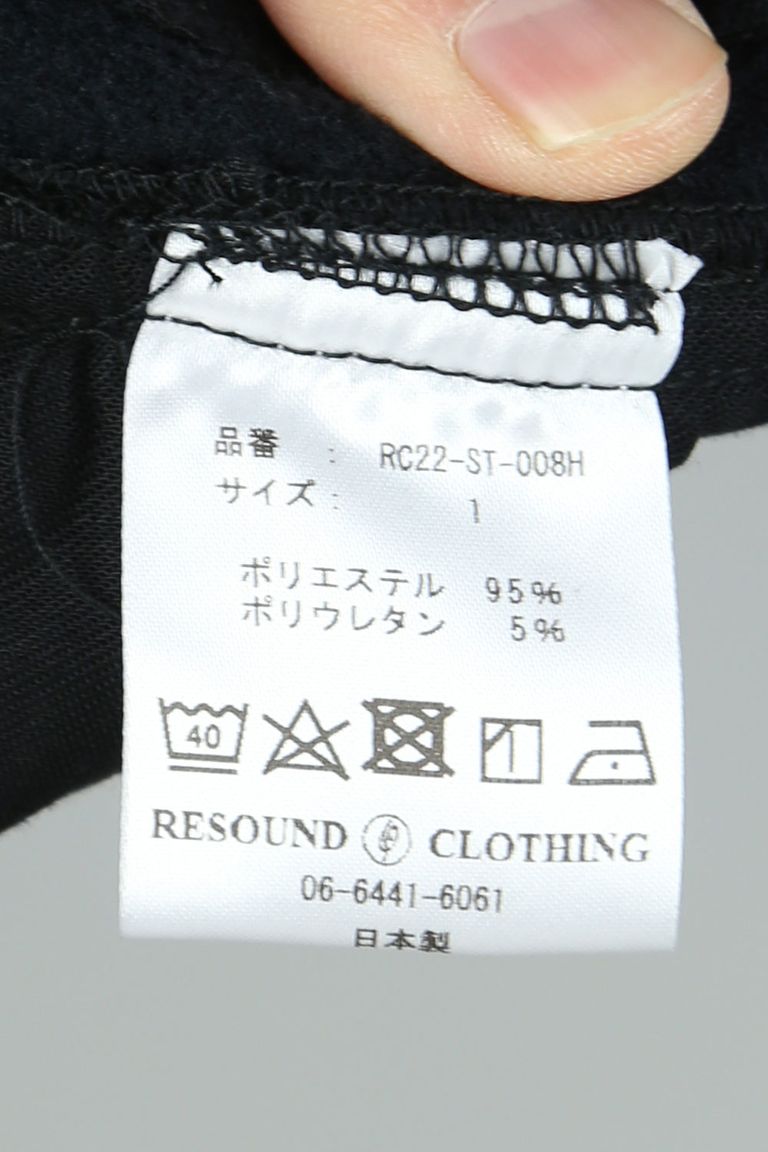 品番 : RC22-ST-008H
サイズ: 1
ポリエステル 95%
ポリウレタン 5%
40
RESOUND CLOTHING
06-6441-6061
日本製